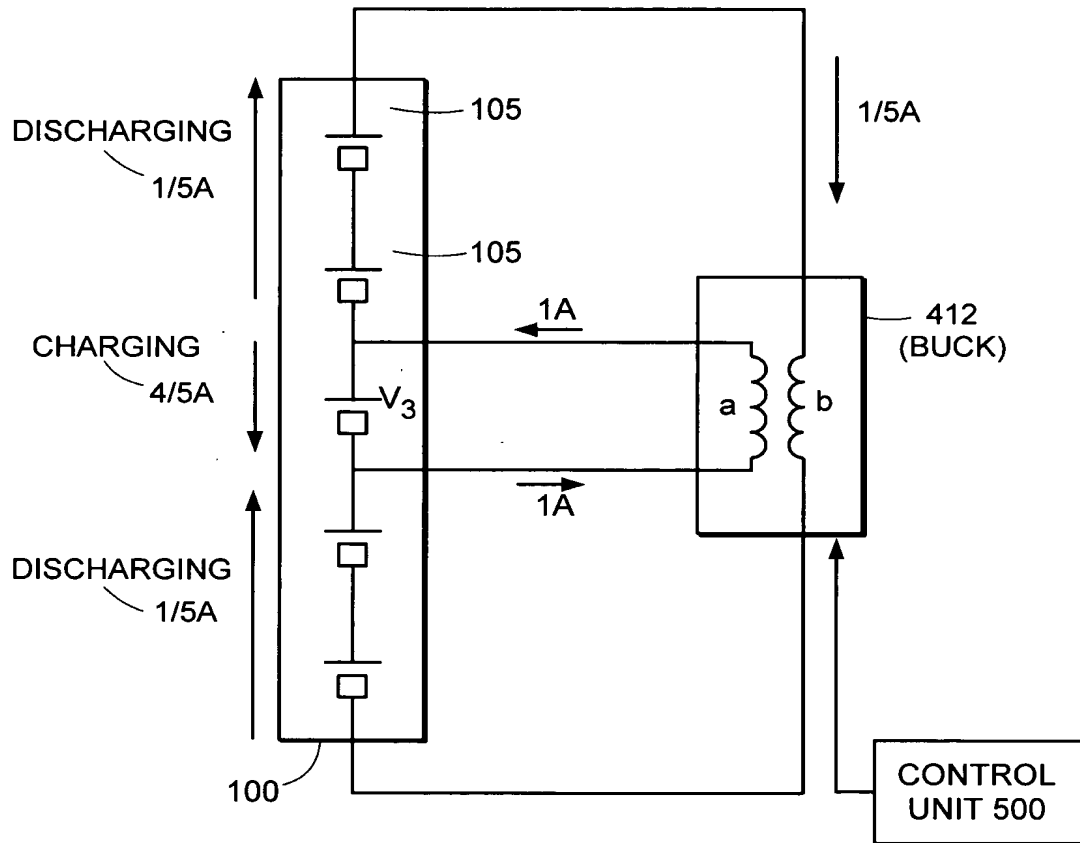 105
DISCHARGING
1/5A
1/5A
105
1A
412
(BUCK)
CHARGING
4/5A
V3
a
b
1A
DISCHARGING
1/5A
100
CONTROL
UNIT 500